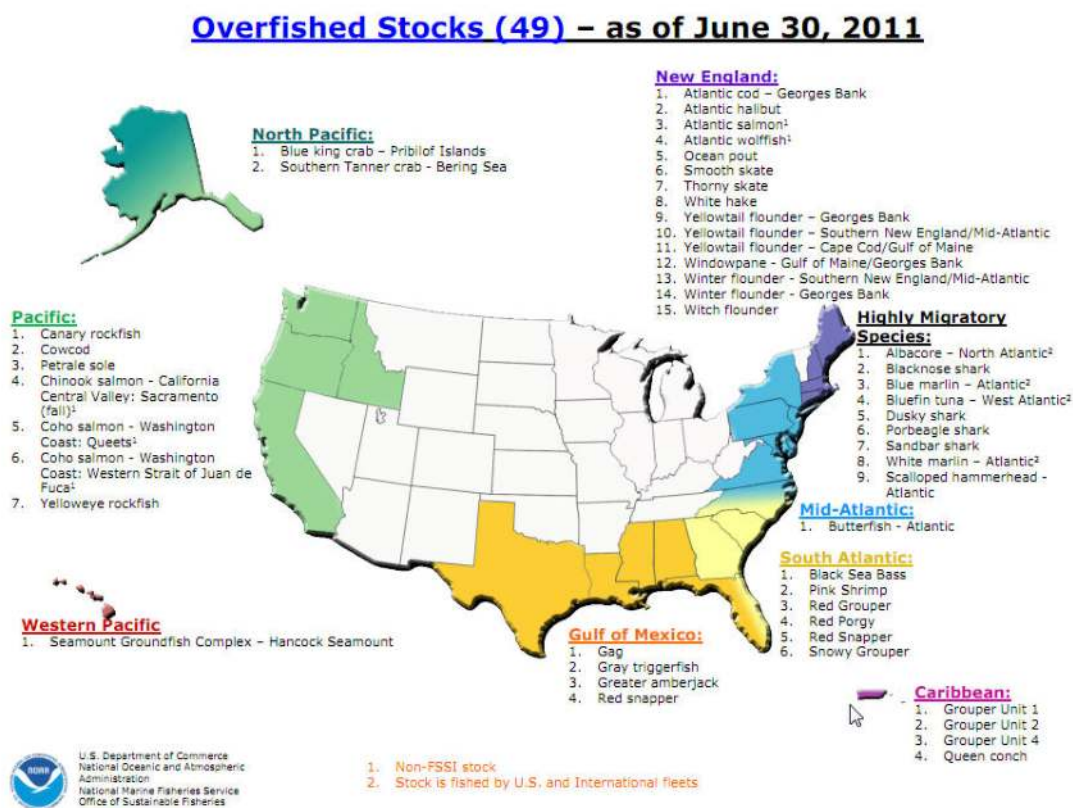 Overfished Stocks (49) – as of June 30, 2011
New England:
1. Atlantic cod – Georges Bank
2. Atlantic halibut
3. Atlantic salmon¹
4. Atlantic wolffish¹
5. Ocean pout
6. Smooth skate
7. Thorny skate
8. White hake
9. Yellowtail flounder – Georges Bank
10. Yellowtail flounder – Southern New England/Mid-Atlantic
11. Yellowtail flounder – Cape Cod/Gulf of Maine
12. Windowpane - Gulf of Maine/Georges Bank
13. Winter flounder - Southern New England/Mid-Atlantic
14. Winter flounder - Georges Bank
15. Witch flounder
North Pacific:
1. Blue king crab – Pribilof Islands
2. Southern Tanner crab - Bering Sea
Pacific:
1. Canary rockfish
2. Cowcod
3. Petrale sole
4. Chinook salmon - California
Central Valley: Sacramento
(fall)¹
5. Coho salmon - Washington
Coast: Queets¹
6. Coho salmon - Washington
Coast: Western Strait of Juan de
Fuca¹
7. Yelloweye rockfish
Highly Migratory
Species:
1. Albacore – North Atlantic²
2. Blacknose shark
3. Blue marlin – Atlantic²
4. Bluefin tuna – West Atlantic²
5. Dusky shark
6. Porbeagle shark
7. Sandbar shark
8. White marlin – Atlantic²
9. Scalloped hammerhead -
Atlantic
Mid-Atlantic:
1. Butterfish - Atlantic
South Atlantic:
1. Black Sea Bass
2. Pink Shrimp
3. Red Grouper
4. Red Porgy
5. Red Snapper
6. Snowy Grouper
Western Pacific
1. Seamount Groundfish Complex – Hancock Seamount
Gulf of Mexico:
1. Gag
2. Gray triggerfish
3. Greater amberjack
4. Red snapper
Caribbean:
1. Grouper Unit 1
2. Grouper Unit 2
3. Grouper Unit 4
4. Queen conch
NOAA
U.S. Department of Commerce
National Oceanic and Atmospheric
Administration
National Marine Fisheries Service
Office of Sustainable Fisheries
1. Non-FSSI stock
2. Stock is fished by U.S. and International fleets